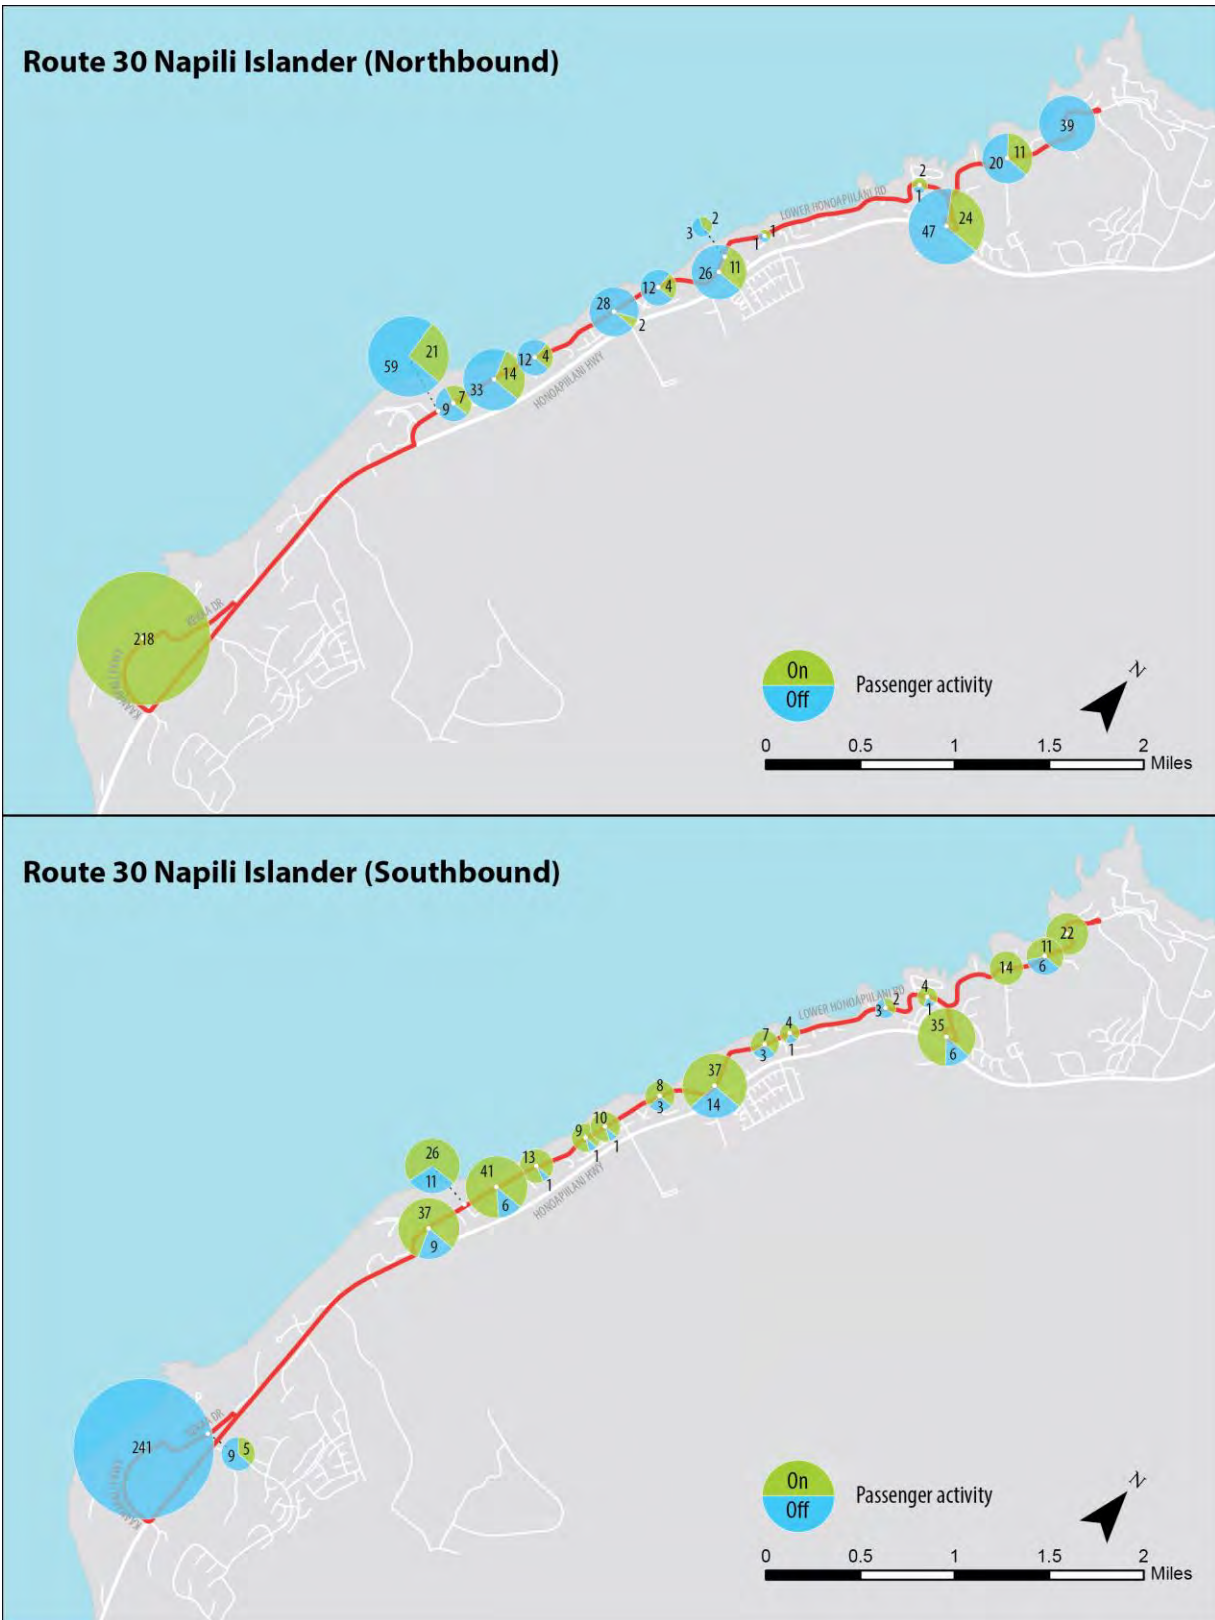 Route 30 Napili Islander (Northbound)
39
11
20
2
1
LOWER HONOAPIILANI RD
24
47
2
3
1
1
11
26
12 4
28
2
21
59
12 4
14
33
7
9
HONOAPIILANI HWY
218
KEKAA DR
On
Off
Passenger activity
N
0 0.5 1 1.5 2
Miles
Route 30 Napili Islander (Southbound)
22
11
6
14
4
1
2
3
LOWER HONOAPIILANI RD
35
6
4
1
7
3
37
14
8
3
10
1
9
1
13
1
HONOAPIILANI HWY
26
11
41
6
37
9
KEKAA DR
241
9 5
On
Off
Passenger activity
N
0 0.5 1 1.5 2
Miles